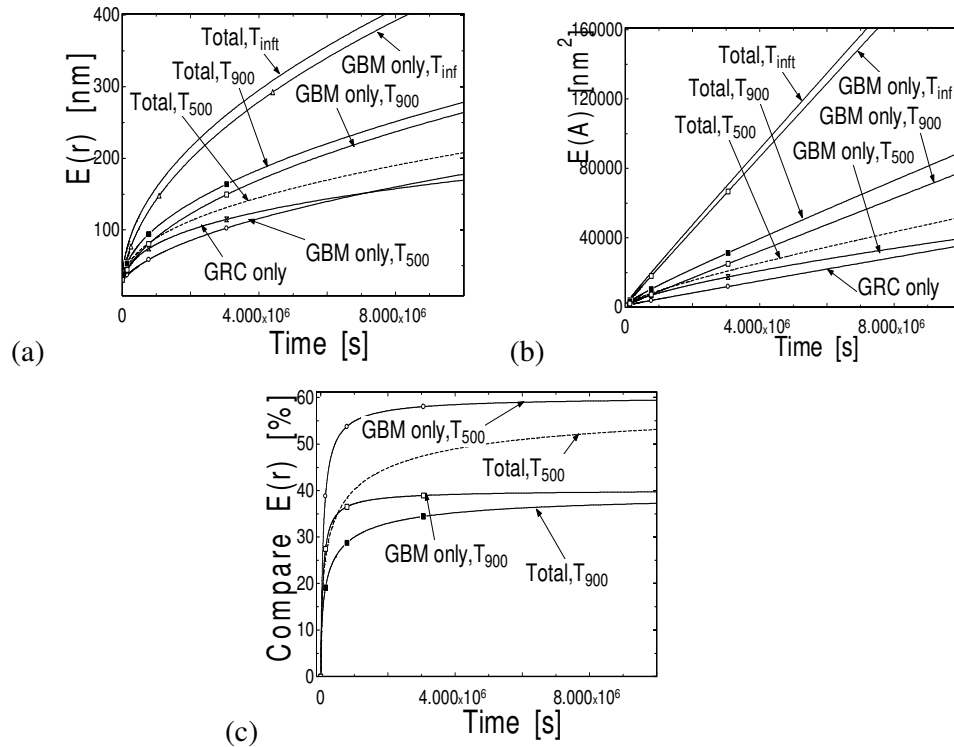 400
300
200
100
E(r) [nm]
Total,T_inft
Total,T_900
Total,T_500
GBM only,T_inf
GBM only,T_900
GBM only,T_500
GRC only
0
4.000x10^6
8.000x10^6
Time [s]
(a)
160000
120000
80000
40000
0
E(A) [nm^2]
Total,T_inft
Total,T_900
Total,T_500
GBM only,T_inf
GBM only,T_900
GBM only,T_500
GRC only
0
4.000x10^6
8.000x10^6
Time [s]
(b)
60
50
40
30
20
10
0
Compare E(r) [%]
GBM only,T_500
Total,T_500
GBM only,T_900
Total,T_900
0
4.000x10^6
8.000x10^6
Time [s]
(c)